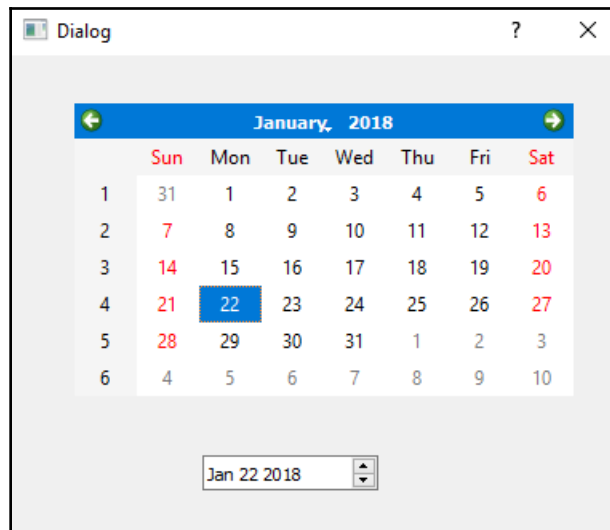 Dialog ?
January, 2018
Sun Mon Tue Wed Thu Fri Sat
1 31 1 2 3 4 5 6
2 7 8 9 10 11 12 13
3 14 15 16 17 18 19 20
4 21 22 23 24 25 26 27
5 28 29 30 31 1 2 3
6 4 5 6 7 8 9 10
Jan 22 2018